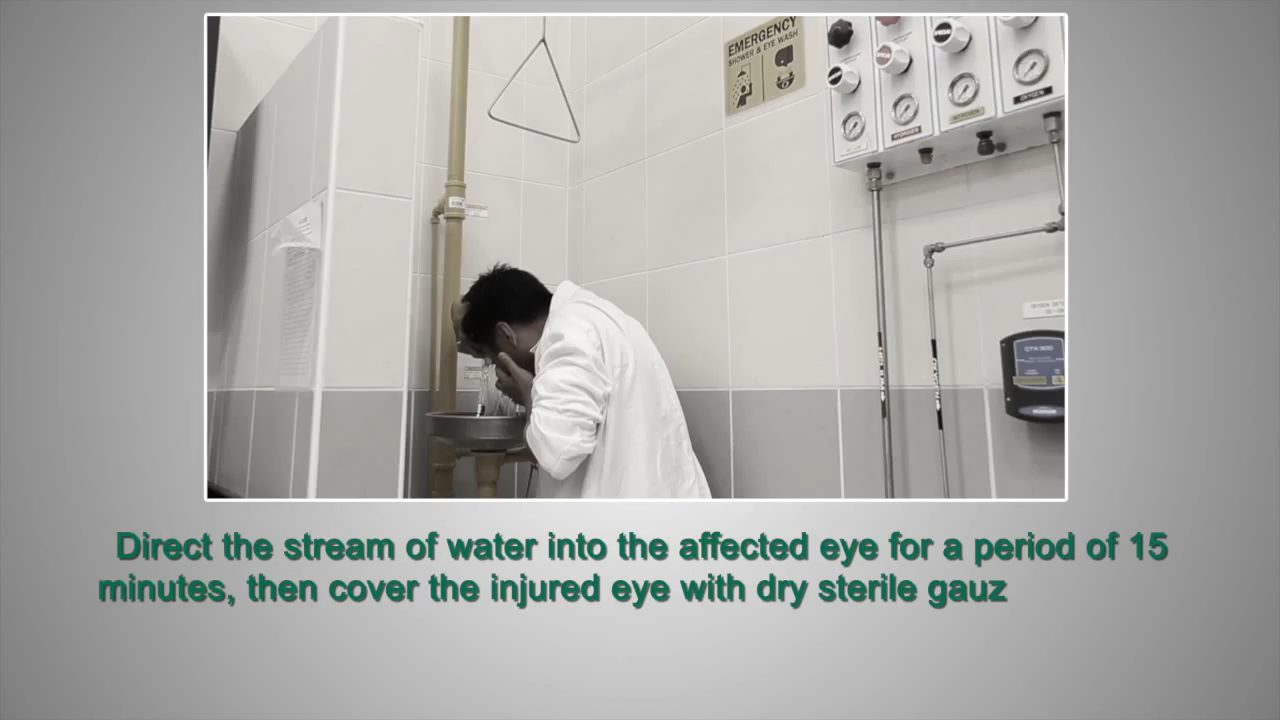 EMERGENCY
SHOWER & EYE WASH
OXYGEN
Direct the stream of water into the affected eye for a period of 15
minutes, then cover the injured eye with dry sterile gauz